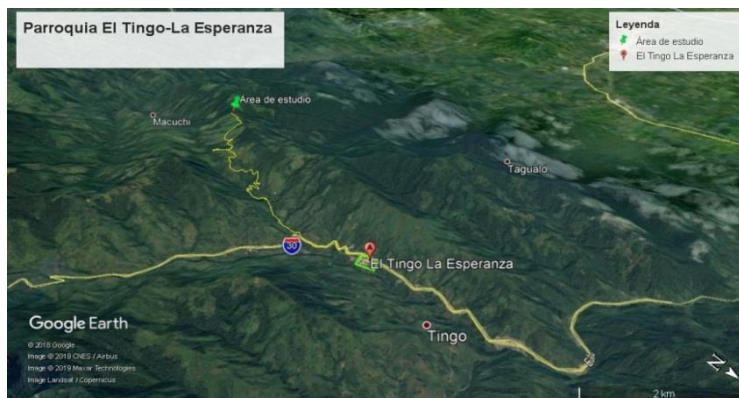 Parroquia El Tingo-La Esperanza
Leyenda
Área de estudio
El Tingo La Esperanza
Área de estudio
Macuchi
Tagualo
30
El Tingo La Esperanza
Tingo
Google Earth
© 2018 Google
Image © 2019 CNES / Airbus
Image © 2019 Maxar Technologies
Image Landsat / Copernicus
N
2 km